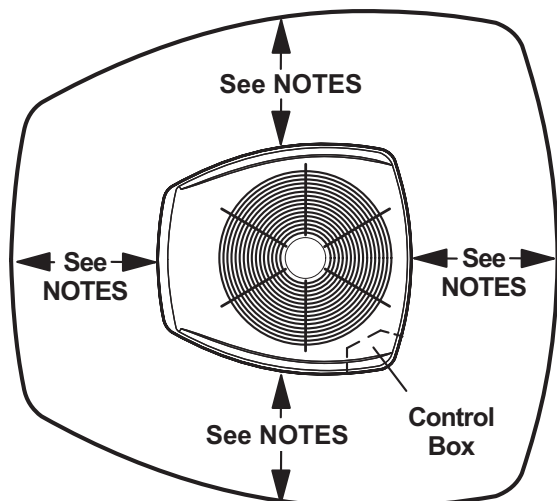 See NOTES
See
NOTES
See
NOTES
See NOTES
Control
Box